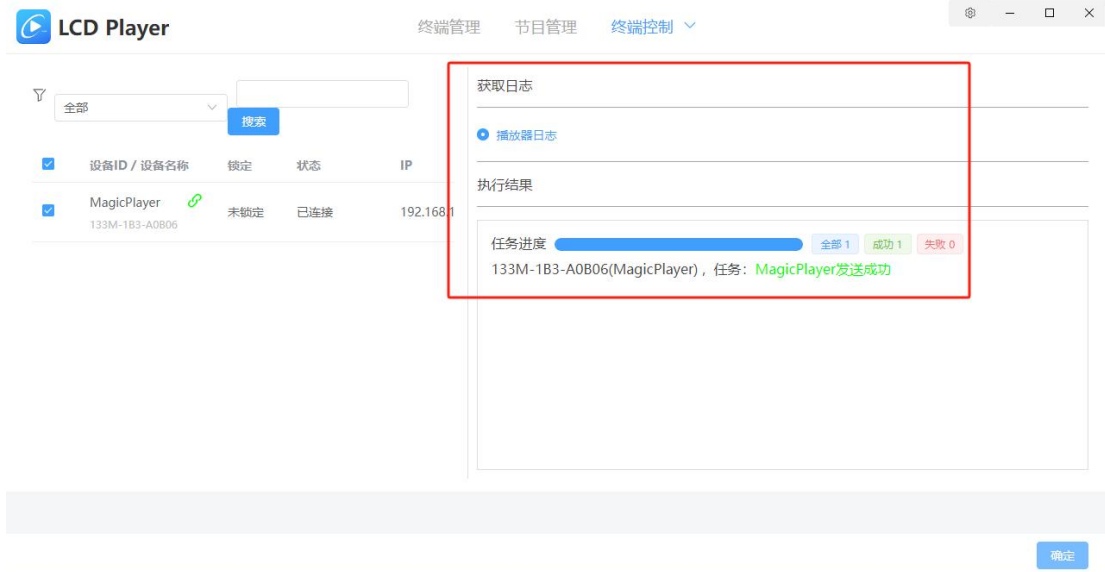 LCD Player
终端管理 节目管理 终端控制
全部
搜索
设备ID / 设备名称 锁定 状态 IP
MagicPlayer
133M-1B3-A0B06
未锁定 已连接 192.168.1
获取日志
播放器日志
执行结果
任务进度 全部 1 成功 1 失败 0
133M-1B3-A0B06(MagicPlayer) , 任务: MagicPlayer发送成功
确定